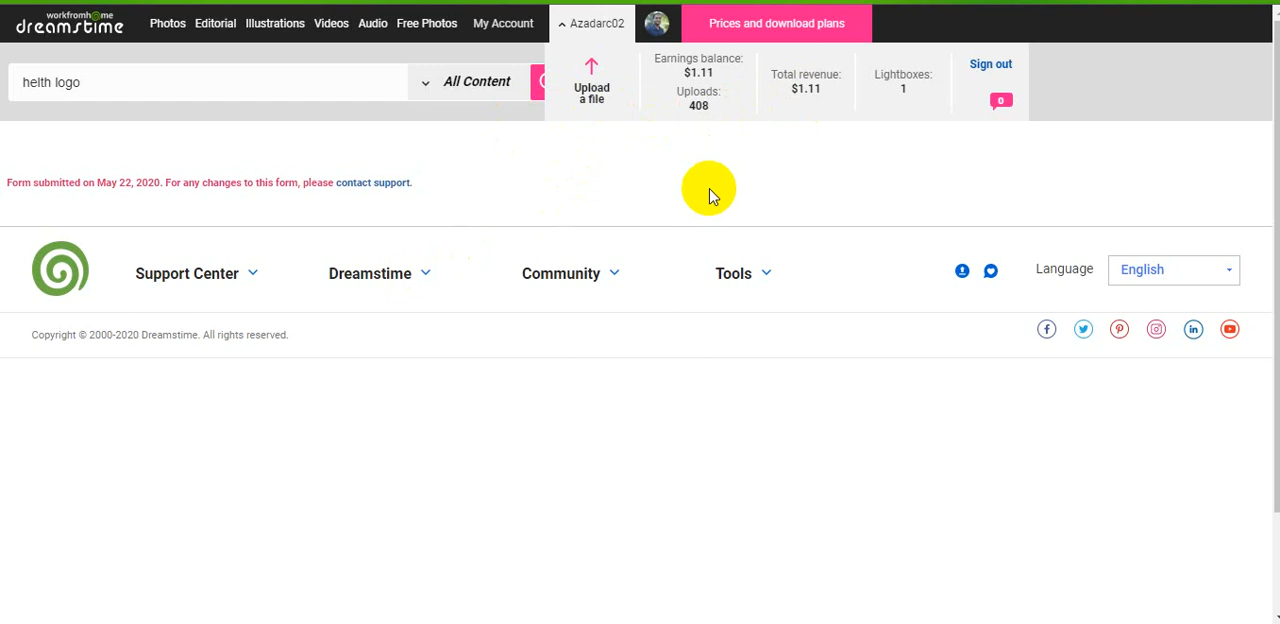 workfromhome
dreamstime
Photos Editorial Illustrations Videos Audio Free Photos My Account Azadarc02 Prices and download plans
helth logo All Content
Upload
a file
Earnings balance:
$1.11
Uploads:
408
Total revenue:
$1.11
Lightboxes:
1
Sign out
0
Form submitted on May 22, 2020. For any changes to this form, please contact support.
Support Center Dreamstime Community Tools Language English
Copyright © 2000-2020 Dreamstime. All rights reserved.